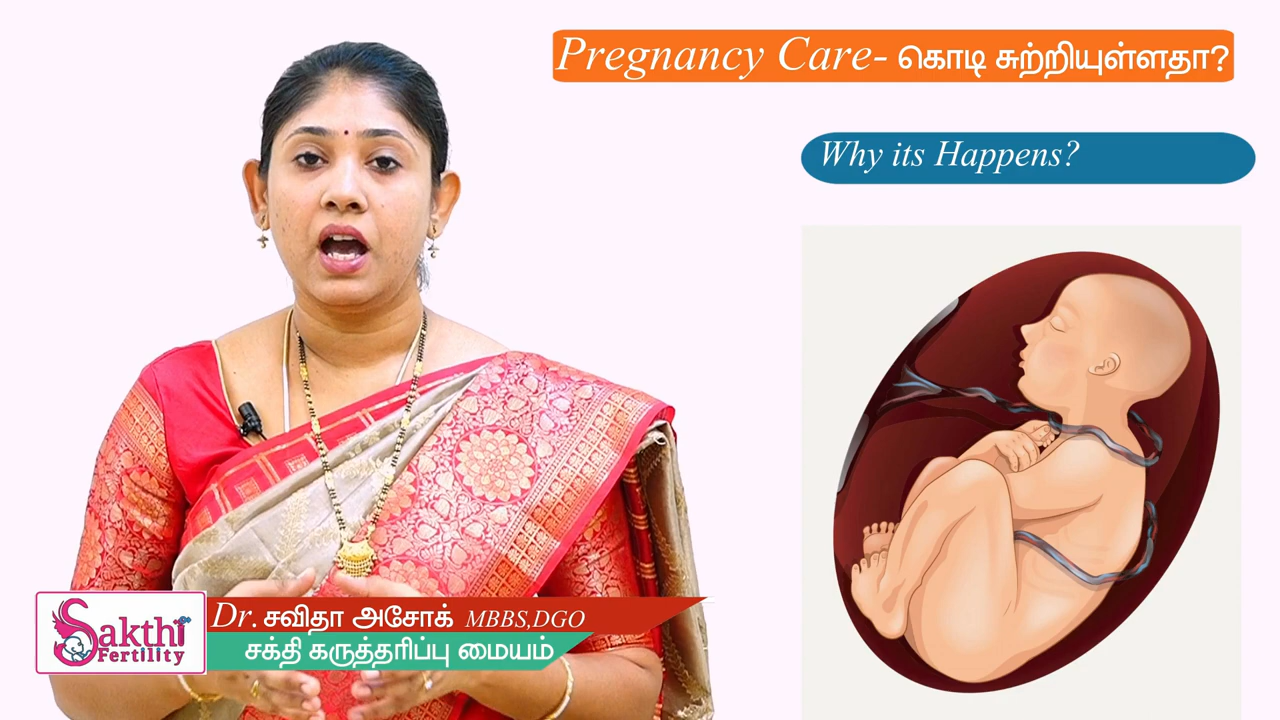 Pregnancy Care- கொடி சுற்றியுள்ளதா?
Why its Happens?
Sakthi
Fertility
Dr. சவிதா அசோக் MBBS,DGO
சக்தி கருத்தரிப்பு மையம்